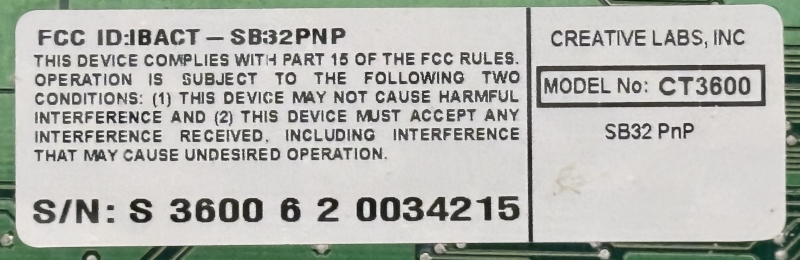 FCC ID:IBACT – SB32PNP
THIS DEVICE COMPLIES WITH PART 15 OF THE FCC RULES.
OPERATION IS SUBJECT TO THE FOLLOWING TWO
CONDITIONS: (1) THIS DEVICE MAY NOT CAUSE HARMFUL
INTERFERENCE AND (2) THIS DEVICE MUST ACCEPT ANY
INTERFERENCE RECEIVED, INCLUDING INTERFERENCE
THAT MAY CAUSE UNDESIRED OPERATION.
S/N: S 3600 6 2 0034215
CREATIVE LABS, INC
MODEL No: CT3600
SB32 PnP